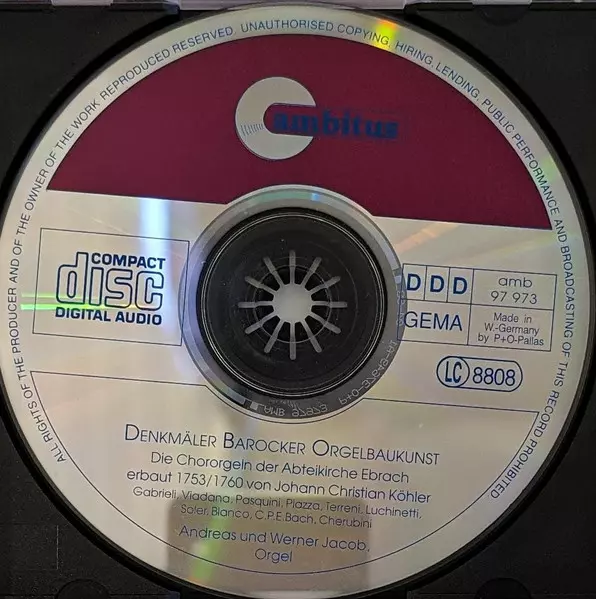 ALL RIGHTS OF THE PRODUCER AND OF THE OWNER OF THE WORK REPRODUCED RESERVED. UNAUTHORISED COPYING, HIRING, LENDING, PUBLIC PERFORMANCE AND BROADCASTING OF THIS RECORD PROHIBITED
ambitus
COMPACT
disc
DIGITAL AUDIO
DDD
amb
97 973
GEMA
Made in
W.-Germany
by P+O-Pallas
LC 8808
DENKMÄLER BAROCKER ORGELBAUKUNST
Die Chororgeln der Abteikirche Ebrach
erbaut 1753/1760 von Johann Christian Köhler
Gabrieli, Viadana, Pasquini, Piazza, Terreni, Luchinetti,
Soler, Blanco, C.P.E.Bach, Cherubini
Andreas und Werner Jacob,
Orgel